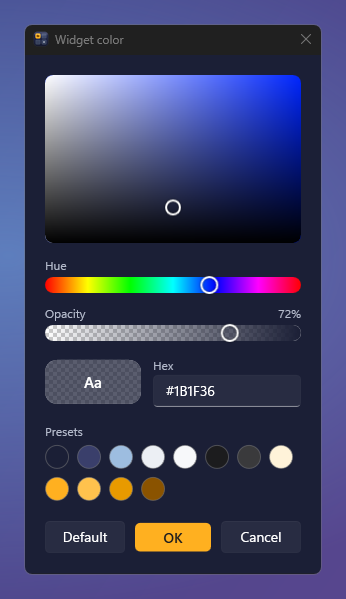 Widget color
Hue
Opacity 72%
Hex
Aa #1B1F36
Presets
Default OK Cancel